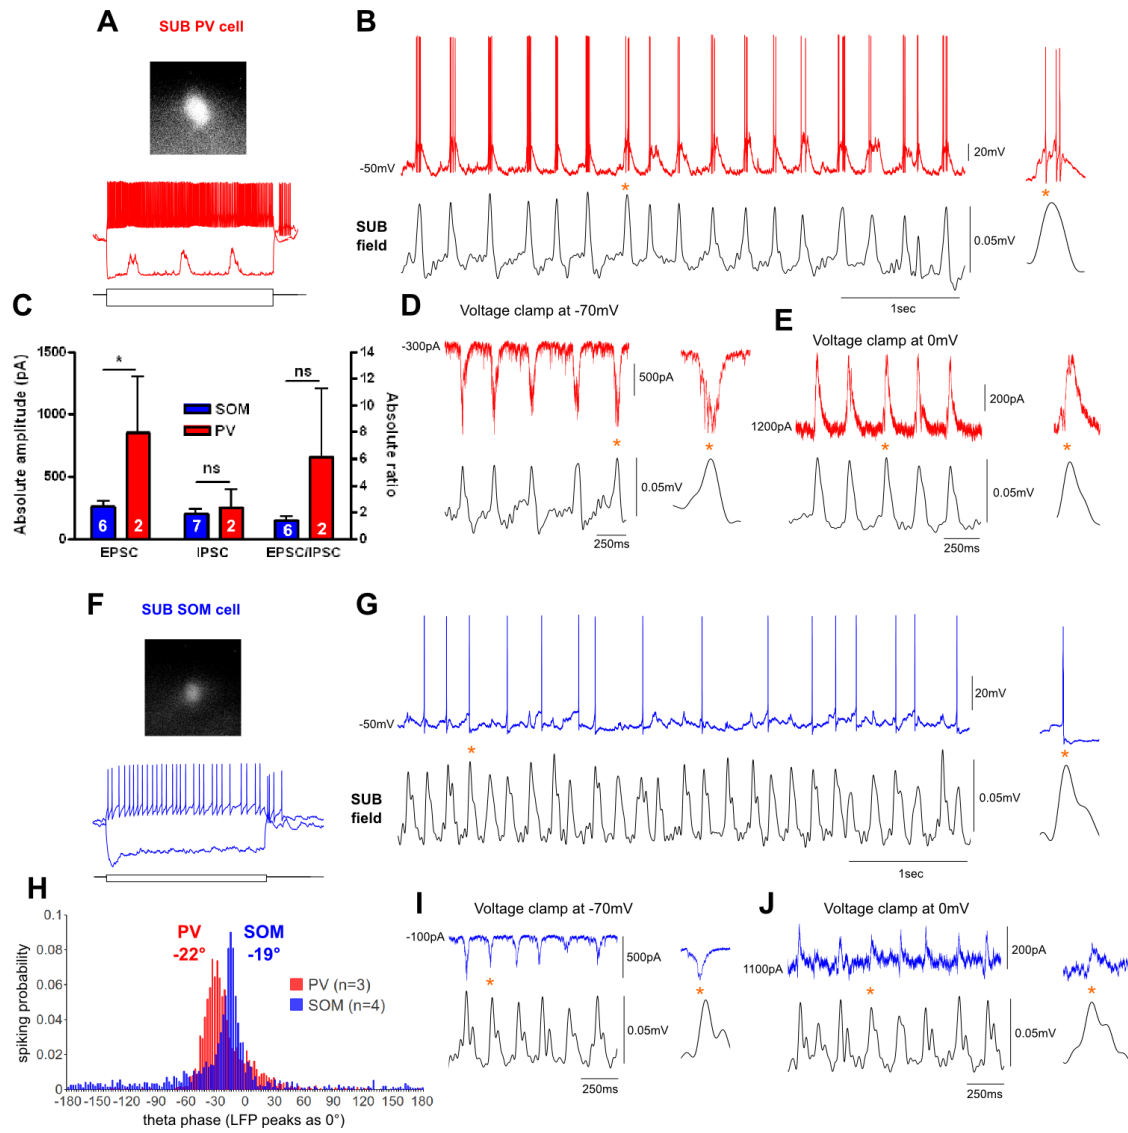 A
SUB PV cell
B
-50mV
20mV
*
*
SUB
field
0.05mV
1sec
C
Absolute amplitude (pA)
1500
1000
500
0
*
ns
ns
SOM
PV
6
2
7
2
6
2
EPSC
IPSC
EPSC/IPSC
14
12
10
8
6
4
2
0
Absolute ratio
D
Voltage clamp at -70mV
-300pA
500pA
*
*
0.05mV
250ms
E
Voltage clamp at 0mV
1200pA
200pA
*
*
0.05mV
250ms
F
SUB SOM cell
G
-50mV
20mV
*
*
SUB
field
0.05mV
1sec
H
spiking probability
0.1
0.08
0.06
0.04
0.02
0
PV
-22°
SOM
-19°
PV (n=3)
SOM (n=4)
-180 -150 -120 -90 -60 -30 0 30 60 90 120 150 180
theta phase (LFP peaks as 0°)
I
Voltage clamp at -70mV
-100pA
500pA
*
*
0.05mV
250ms
J
Voltage clamp at 0mV
1100pA
200pA
*
*
0.05mV
250ms